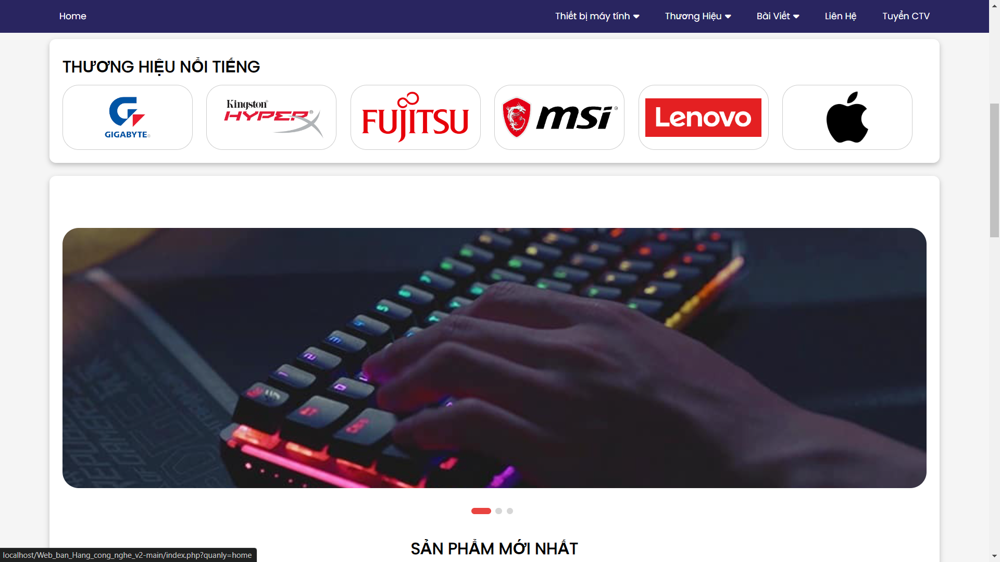 Home
Thiết bị máy tính
Thương Hiệu
Bài Viết
Liên Hệ
Tuyển CTV
THƯƠNG HIỆU NỔI TIẾNG
GIGABYTE®
Kingston®
HYPERX®
FUJITSU
msi
Lenovo
SẢN PHẨM MỚI NHẤT
localhost/Web_ban_Hang_cong_nghe_v2-main/index.php?quanly=home